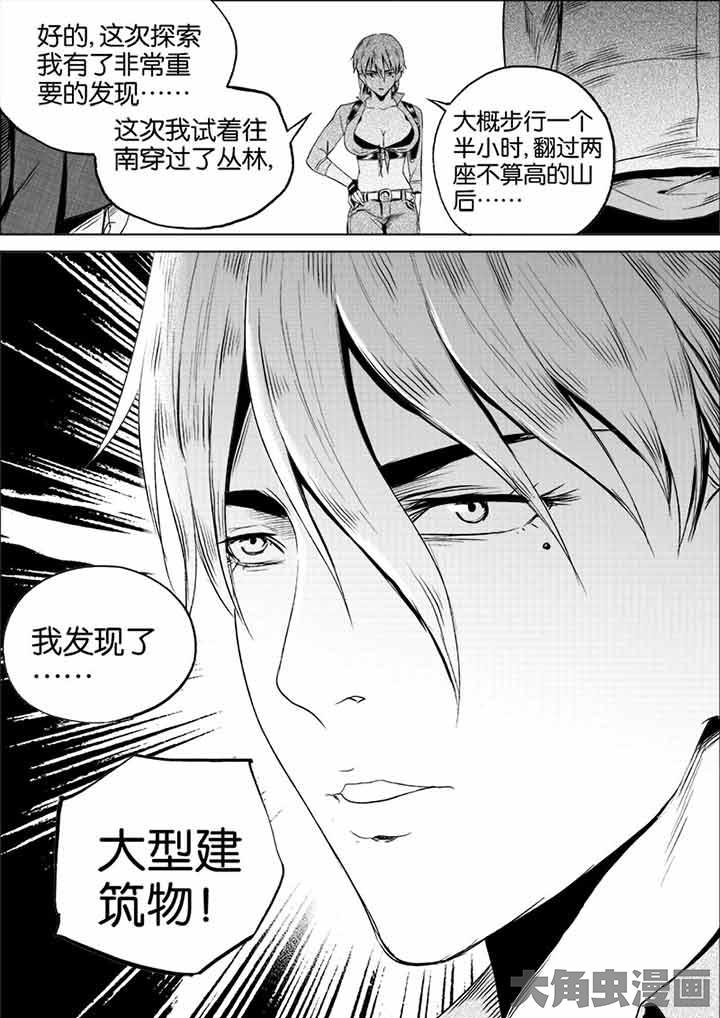 好的,这次探索
我有了非常重
要的发现……
这次我试着往
南穿过了丛林,
大概步行一个
半小时,翻过两
座不算高的山
后……
我发现了
……
大型建
筑物!
大角虫漫画